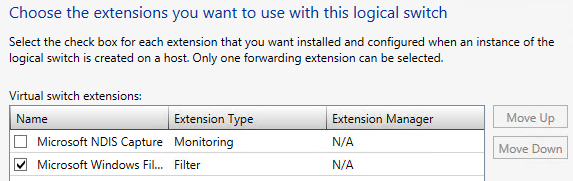 Choose the extensions you want to use with this logical switch
Select the check box for each extension that you want installed and configured when an instance of the
logical switch is created on a host. Only one forwarding extension can be selected.
Virtual switch extensions:
Name Extension Type Extension Manager
Microsoft NDIS Capture Monitoring N/A
Microsoft Windows Fil... Filter N/A
Move Up
Move Down